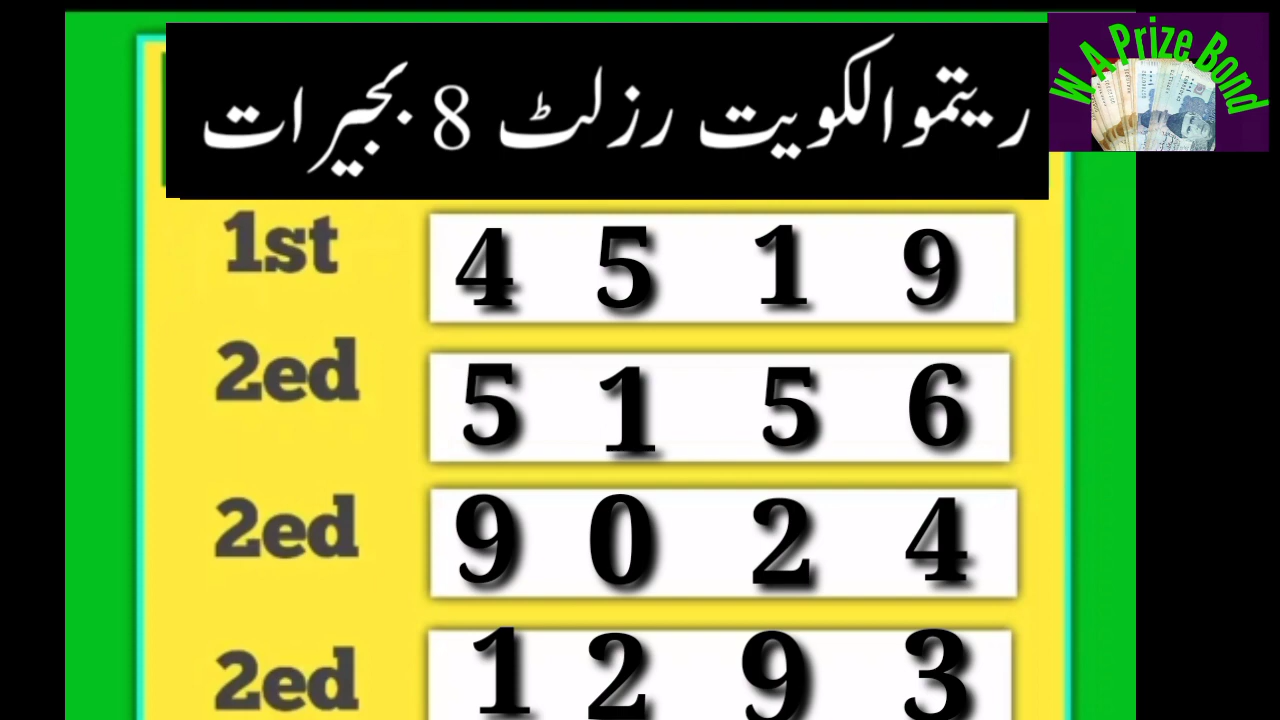 ریتموالکویت رزلٹ 8 بجیرات
W A Prize Bond
1st 4 5 1 9
2ed 5 1 5 6
2ed 9 0 2 4
2ed 1 2 9 3